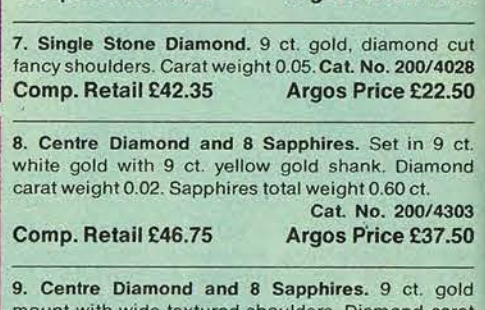 7. Single Stone Diamond. 9 ct. gold, diamond cut
fancy shoulders. Carat weight 0.05. Cat. No. 200/4028
Comp. Retail £42.35 Argos Price £22.50
8. Centre Diamond and 8 Sapphires. Set in 9 ct.
white gold with 9 ct. yellow gold shank. Diamond
carat weight 0.02. Sapphires total weight 0.60 ct.
Cat. No. 200/4303
Comp. Retail £46.75 Argos Price £37.50
9. Centre Diamond and 8 Sapphires. 9 ct. gold
mount with wide textured shoulders. Diamond carat